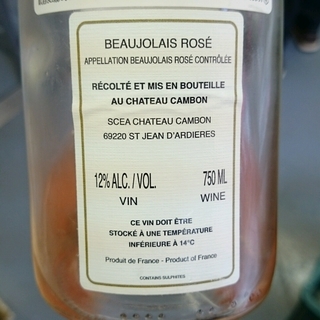 BEAUJOLAIS ROSÉ
APPELLATION BEAUJOLAIS ROSÉ CONTRÔLÉE
RÉCOLTÉ ET MIS EN BOUTEILLE
AU CHATEAU CAMBON
SCEA CHATEAU CAMBON
69220 ST JEAN D'ARDIERES
12% ALC. / VOL. 750 ML
VIN WINE
CE VIN DOIT ÊTRE
STOCKÉ À UNE TEMPÉRATURE
INFÉRIEURE À 14°C
Produit de France - Product of France
CONTAINS SULPHITES